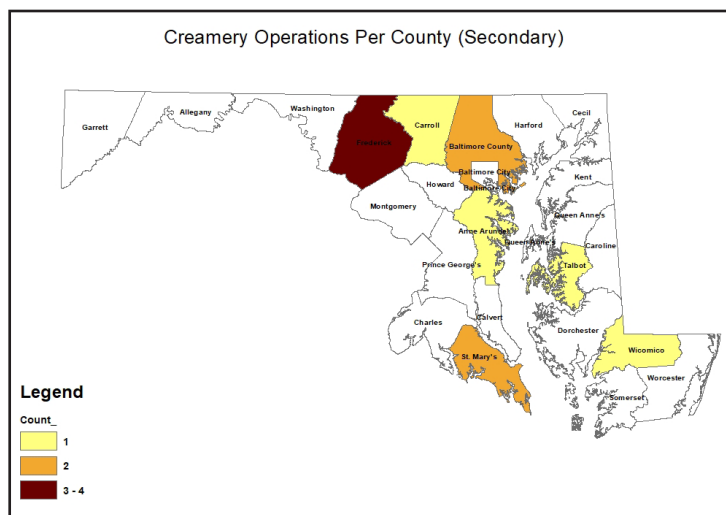 Creamery Operations Per County (Secondary)
Garrett
Allegany
Washington
Frederick
Carroll
Baltimore County
Harford
Cecil
Baltimore City
Baltimore City
Howard
Kent
Montgomery
Queen Anne's
Anne Arundel
Queen Anne's
Caroline
Prince George's
Talbot
Charles
Calvert
Dorchester
St. Mary's
Wicomico
Worcester
Somerset
Legend
Count_
1
2
3 - 4